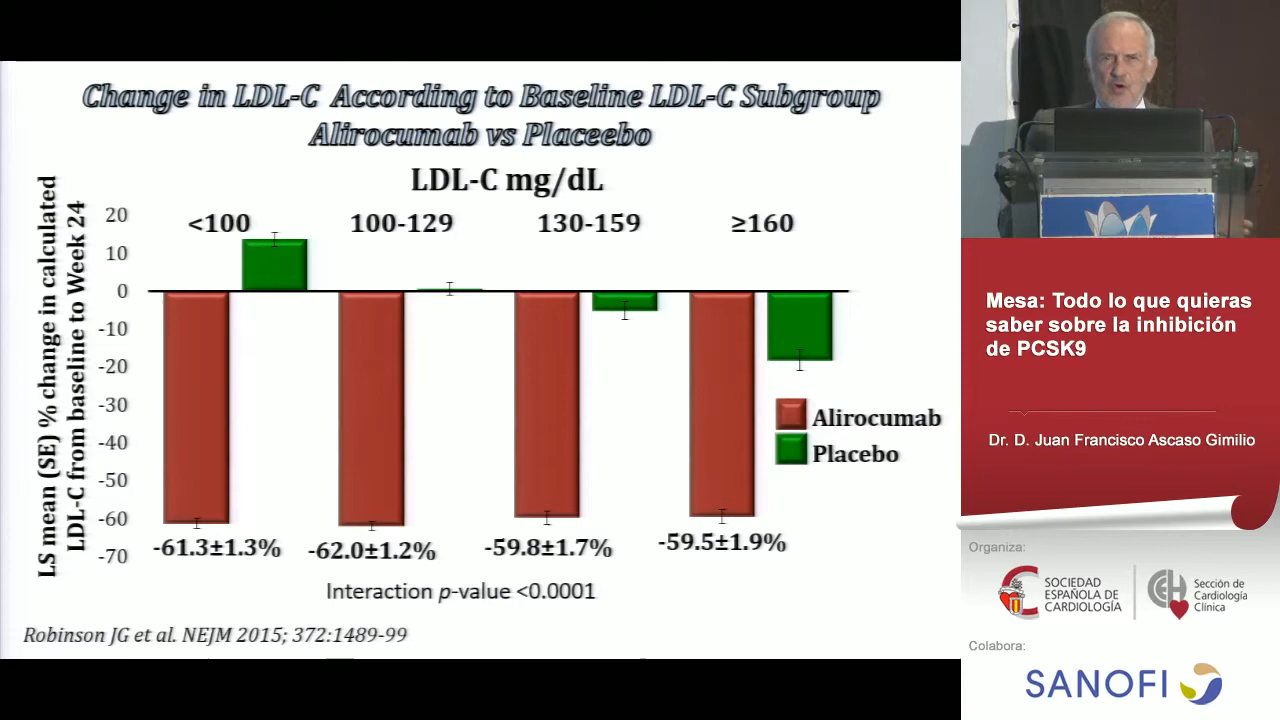 Change in LDL-C According to Baseline LDL-C Subgroup
Alirocumab vs Placeebo
LDL-C mg/dL
LS mean (SE) % change in calculated
LDL-C from baseline to Week 24
20
10
0
-10
-20
-30
-40
-50
-60
-70
<100
100-129
130-159
≥160
Alirocumab
Placebo
-61.3±1.3%
-62.0±1.2%
-59.8±1.7%
-59.5±1.9%
Interaction p-value <0.0001
Robinson JG et al. NEJM 2015; 372:1489-99
Mesa: Todo lo que quieras
saber sobre la inhibición
de PCSK9
Dr. D. Juan Francisco Ascaso Gimilio
Organiza:
SOCIEDAD
ESPAÑOLA DE
CARDIOLOGÍA
Sección de
Cardiología
Clínica
Colabora:
SANOFI